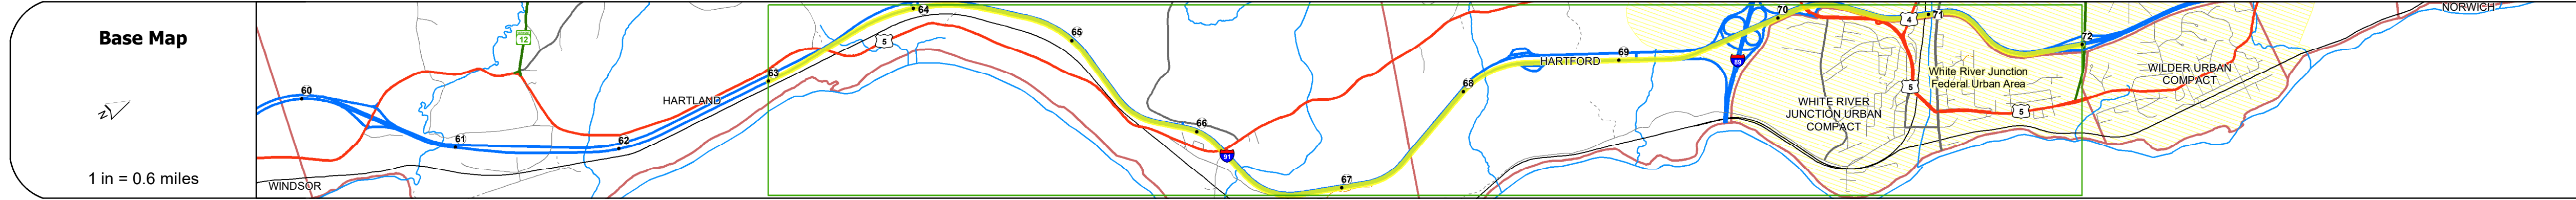 Base Map
N
1 in = 0.6 miles
WINDSOR
60
12
61
62
HARTLAND
63
5
64
65
66
91
67
68
HARTFORD
69
89
70
4
71
5
WHITE RIVER
JUNCTION URBAN
COMPACT
White River Junction
Federal Urban Area
5
72
WILDER URBAN
COMPACT
NORWICH